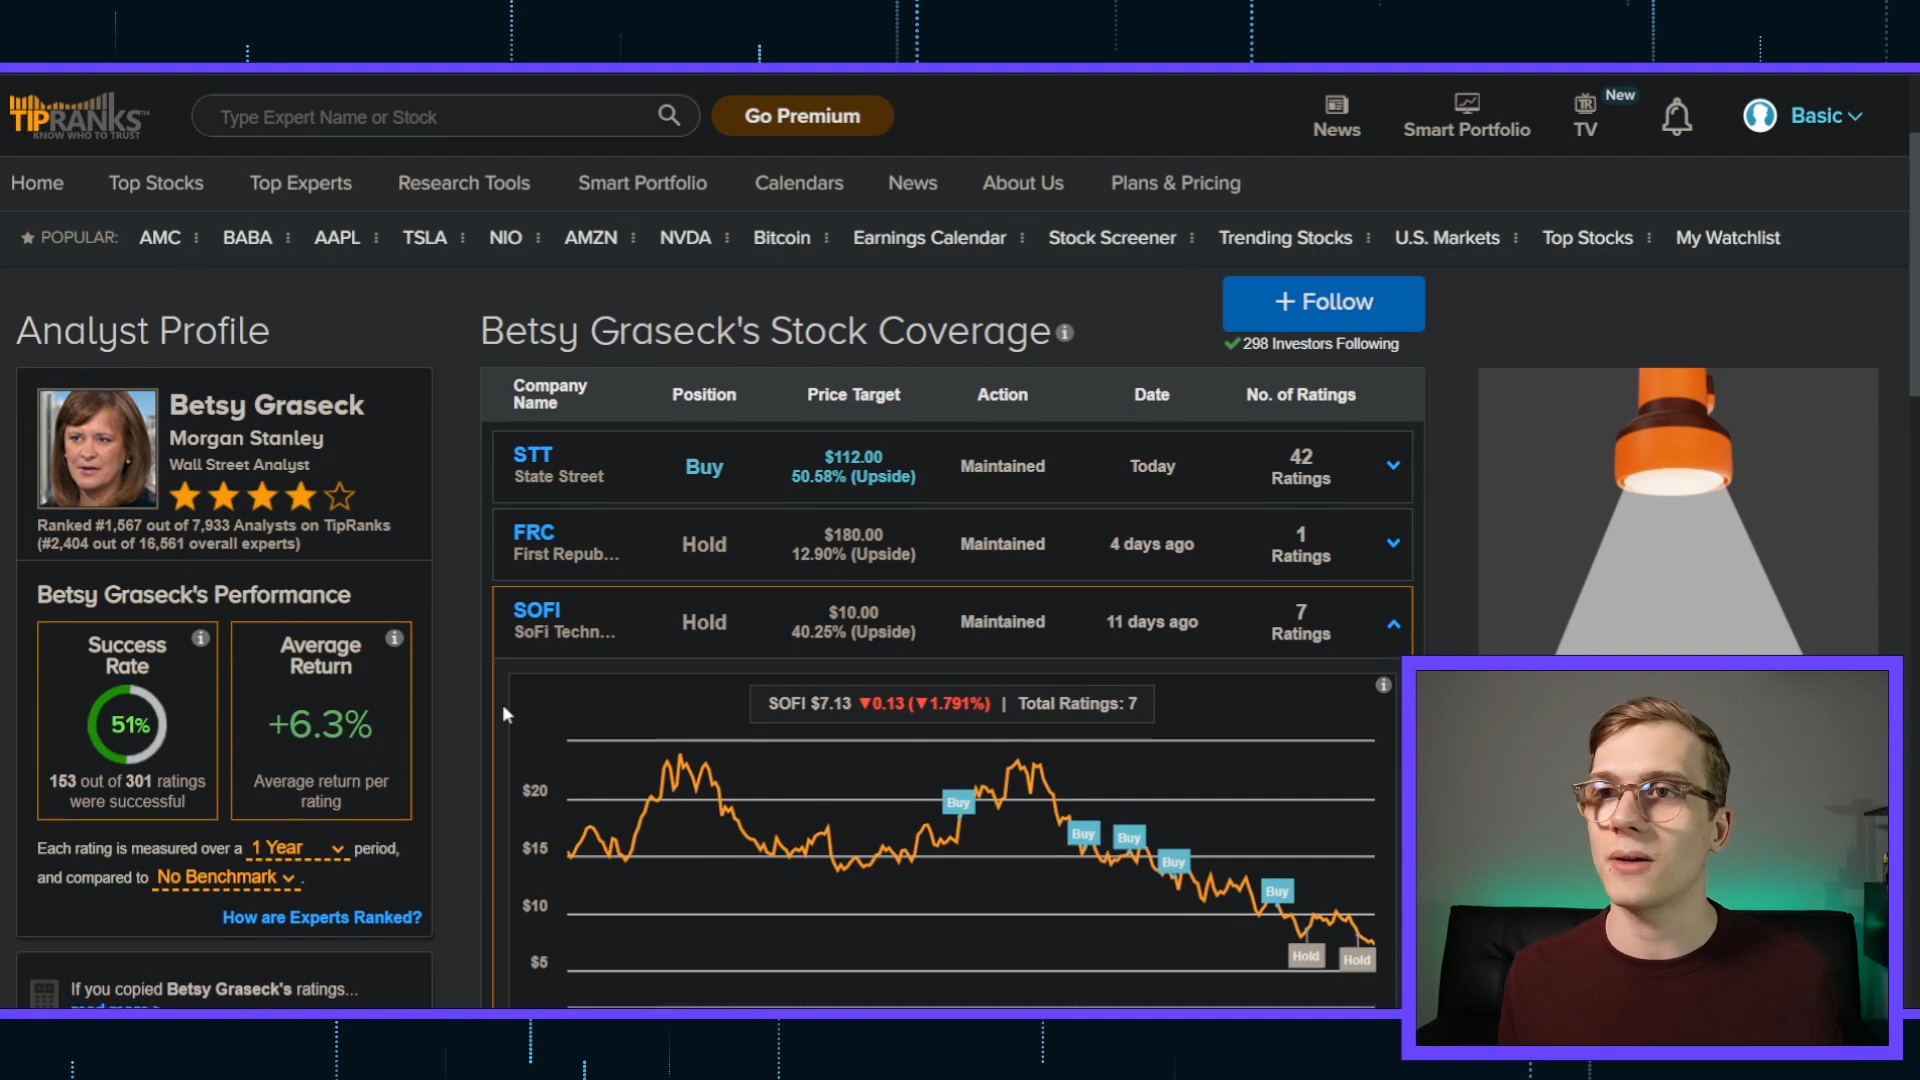 TIPRANKS
KNOW WHO TO TRUST
Type Expert Name or Stock
Go Premium
News
Smart Portfolio
TR
TV
New
Basic
Home
Top Stocks
Top Experts
Research Tools
Smart Portfolio
Calendars
News
About Us
Plans & Pricing
POPULAR: AMC BABA AAPL TSLA NIO AMZN NVDA Bitcoin Earnings Calendar Stock Screener Trending Stocks U.S. Markets Top Stocks My Watchlist
Analyst Profile
Betsy Graseck
Morgan Stanley
Wall Street Analyst
Ranked #1,567 out of 7,933 Analysts on TipRanks
(#2,404 out of 16,561 overall experts)
Betsy Graseck's Performance
Success
Rate
51%
153 out of 301 ratings
were successful
Average
Return
+6.3%
Average return per
rating
Each rating is measured over a 1 Year period,
and compared to No Benchmark .
How are Experts Ranked?
If you copied Betsy Graseck's ratings...
Betsy Graseck's Stock Coverage
+ Follow
298 Investors Following
Company
Name
Position
Price Target
Action
Date
No. of Ratings
STT
State Street
Buy
$112.00
50.58% (Upside)
Maintained
Today
42
Ratings
FRC
First Repub...
Hold
$180.00
12.90% (Upside)
Maintained
4 days ago
1
Ratings
SOFI
SoFi Techn...
Hold
$10.00
40.25% (Upside)
Maintained
11 days ago
7
Ratings
SOFI $7.13 ▼0.13 (▼1.791%) | Total Ratings: 7
$20
$15
$10
$5
Buy
Buy
Buy
Buy
Buy
Hold
Hold